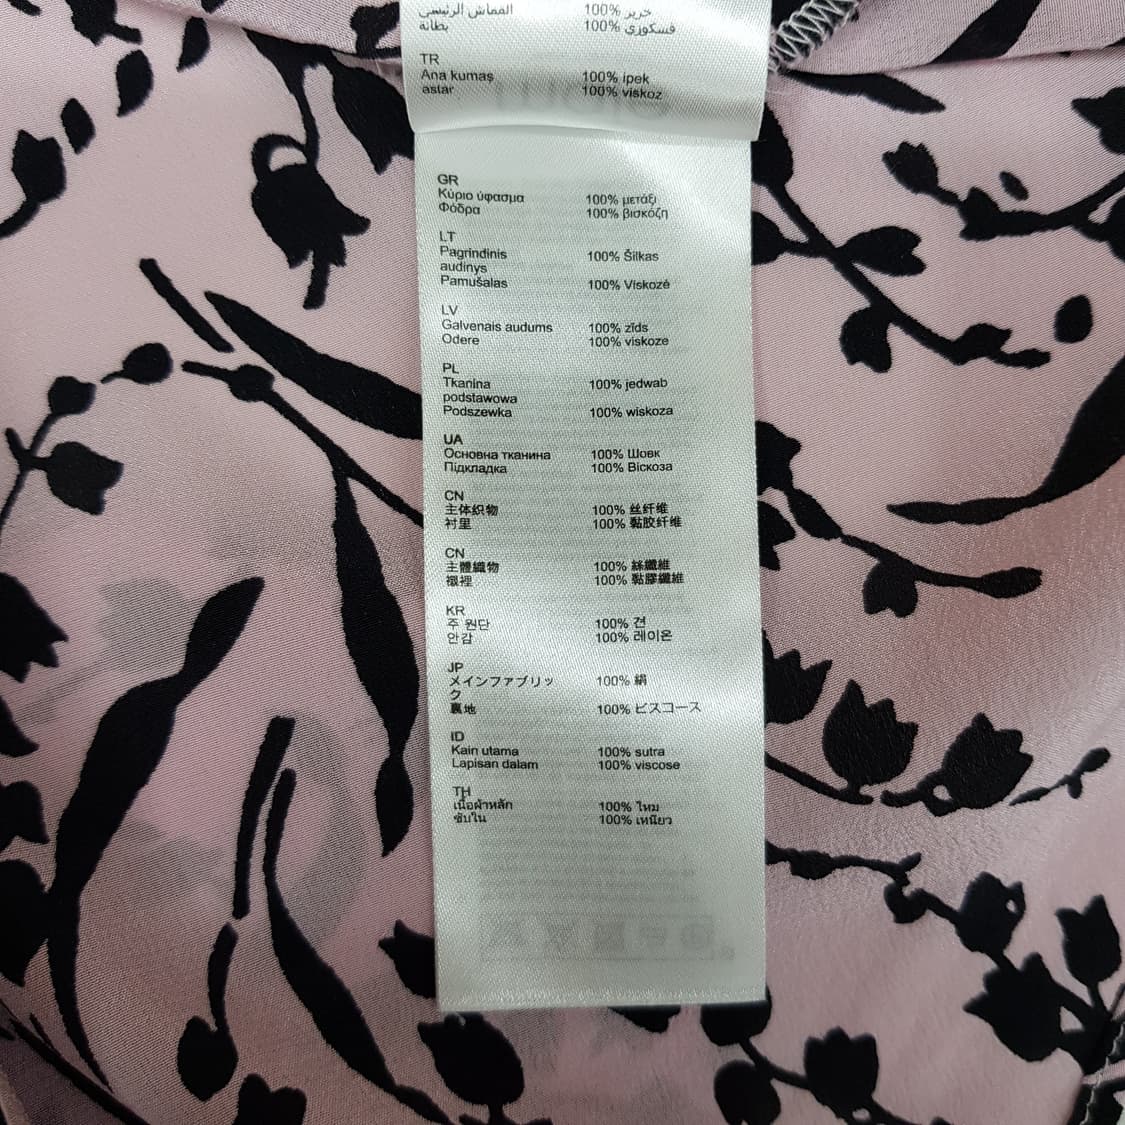 القماش الرئيسى 100% حرير
بطانة 100% فسكوزي
TR
Ana kumaş 100% ipek
astar 100% viskoz
GR
Κύριο ύφασμα 100% μετάξι
Φόδρα 100% βισκόζη
LT
Pagrindinis 100% Šilkas
audinys
Pamušalas 100% Viskozė
LV
Galvenais audums 100% zīds
Odere 100% viskoze
PL
Tkanina 100% jedwab
podstawowa
Podszewka 100% wiskoza
UA
Основна тканина 100% Шовк
Підкладка 100% Віскоза
CN
主体织物 100% 丝纤维
衬里 100% 黏胶纤维
CN
主體織物 100% 絲纖維
襯裡 100% 黏膠纖維
KR
주 원단 100% 견
안감 100% 레이온
JP
メインファブリッ 100% 絹
ク
裏地 100% ビスコース
ID
Kain utama 100% sutra
Lapisan dalam 100% viscose
TH
เนื้อผ้าหลัก 100% ไหม
ซับใน 100% เหนียว